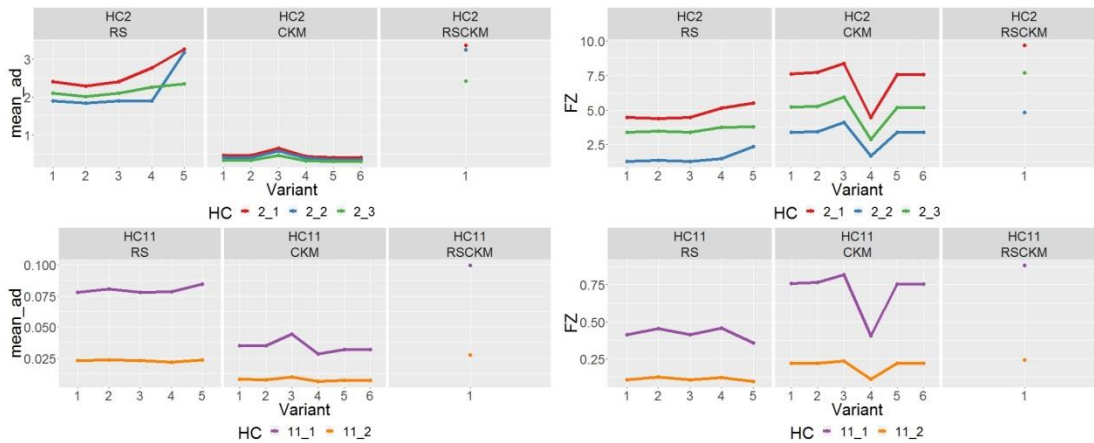 HC2 HC2 HC2
RS CKM RSCKM
mean_ad
3
2
1
1 2 3 4 5 1 2 3 4 5 6 1
Variant
HC 2_1 2_2 2_3
HC2 HC2 HC2
RS CKM RSCKM
FZ
10.0
7.5
5.0
2.5
1 2 3 4 5 1 2 3 4 5 6 1
Variant
HC 2_1 2_2 2_3
HC11 HC11 HC11
RS CKM RSCKM
mean_ad
0.100
0.075
0.050
0.025
1 2 3 4 5 1 2 3 4 5 6 1
Variant
HC 11_1 11_2
HC11 HC11 HC11
RS CKM RSCKM
FZ
0.75
0.50
0.25
1 2 3 4 5 1 2 3 4 5 6 1
Variant
HC 11_1 11_2